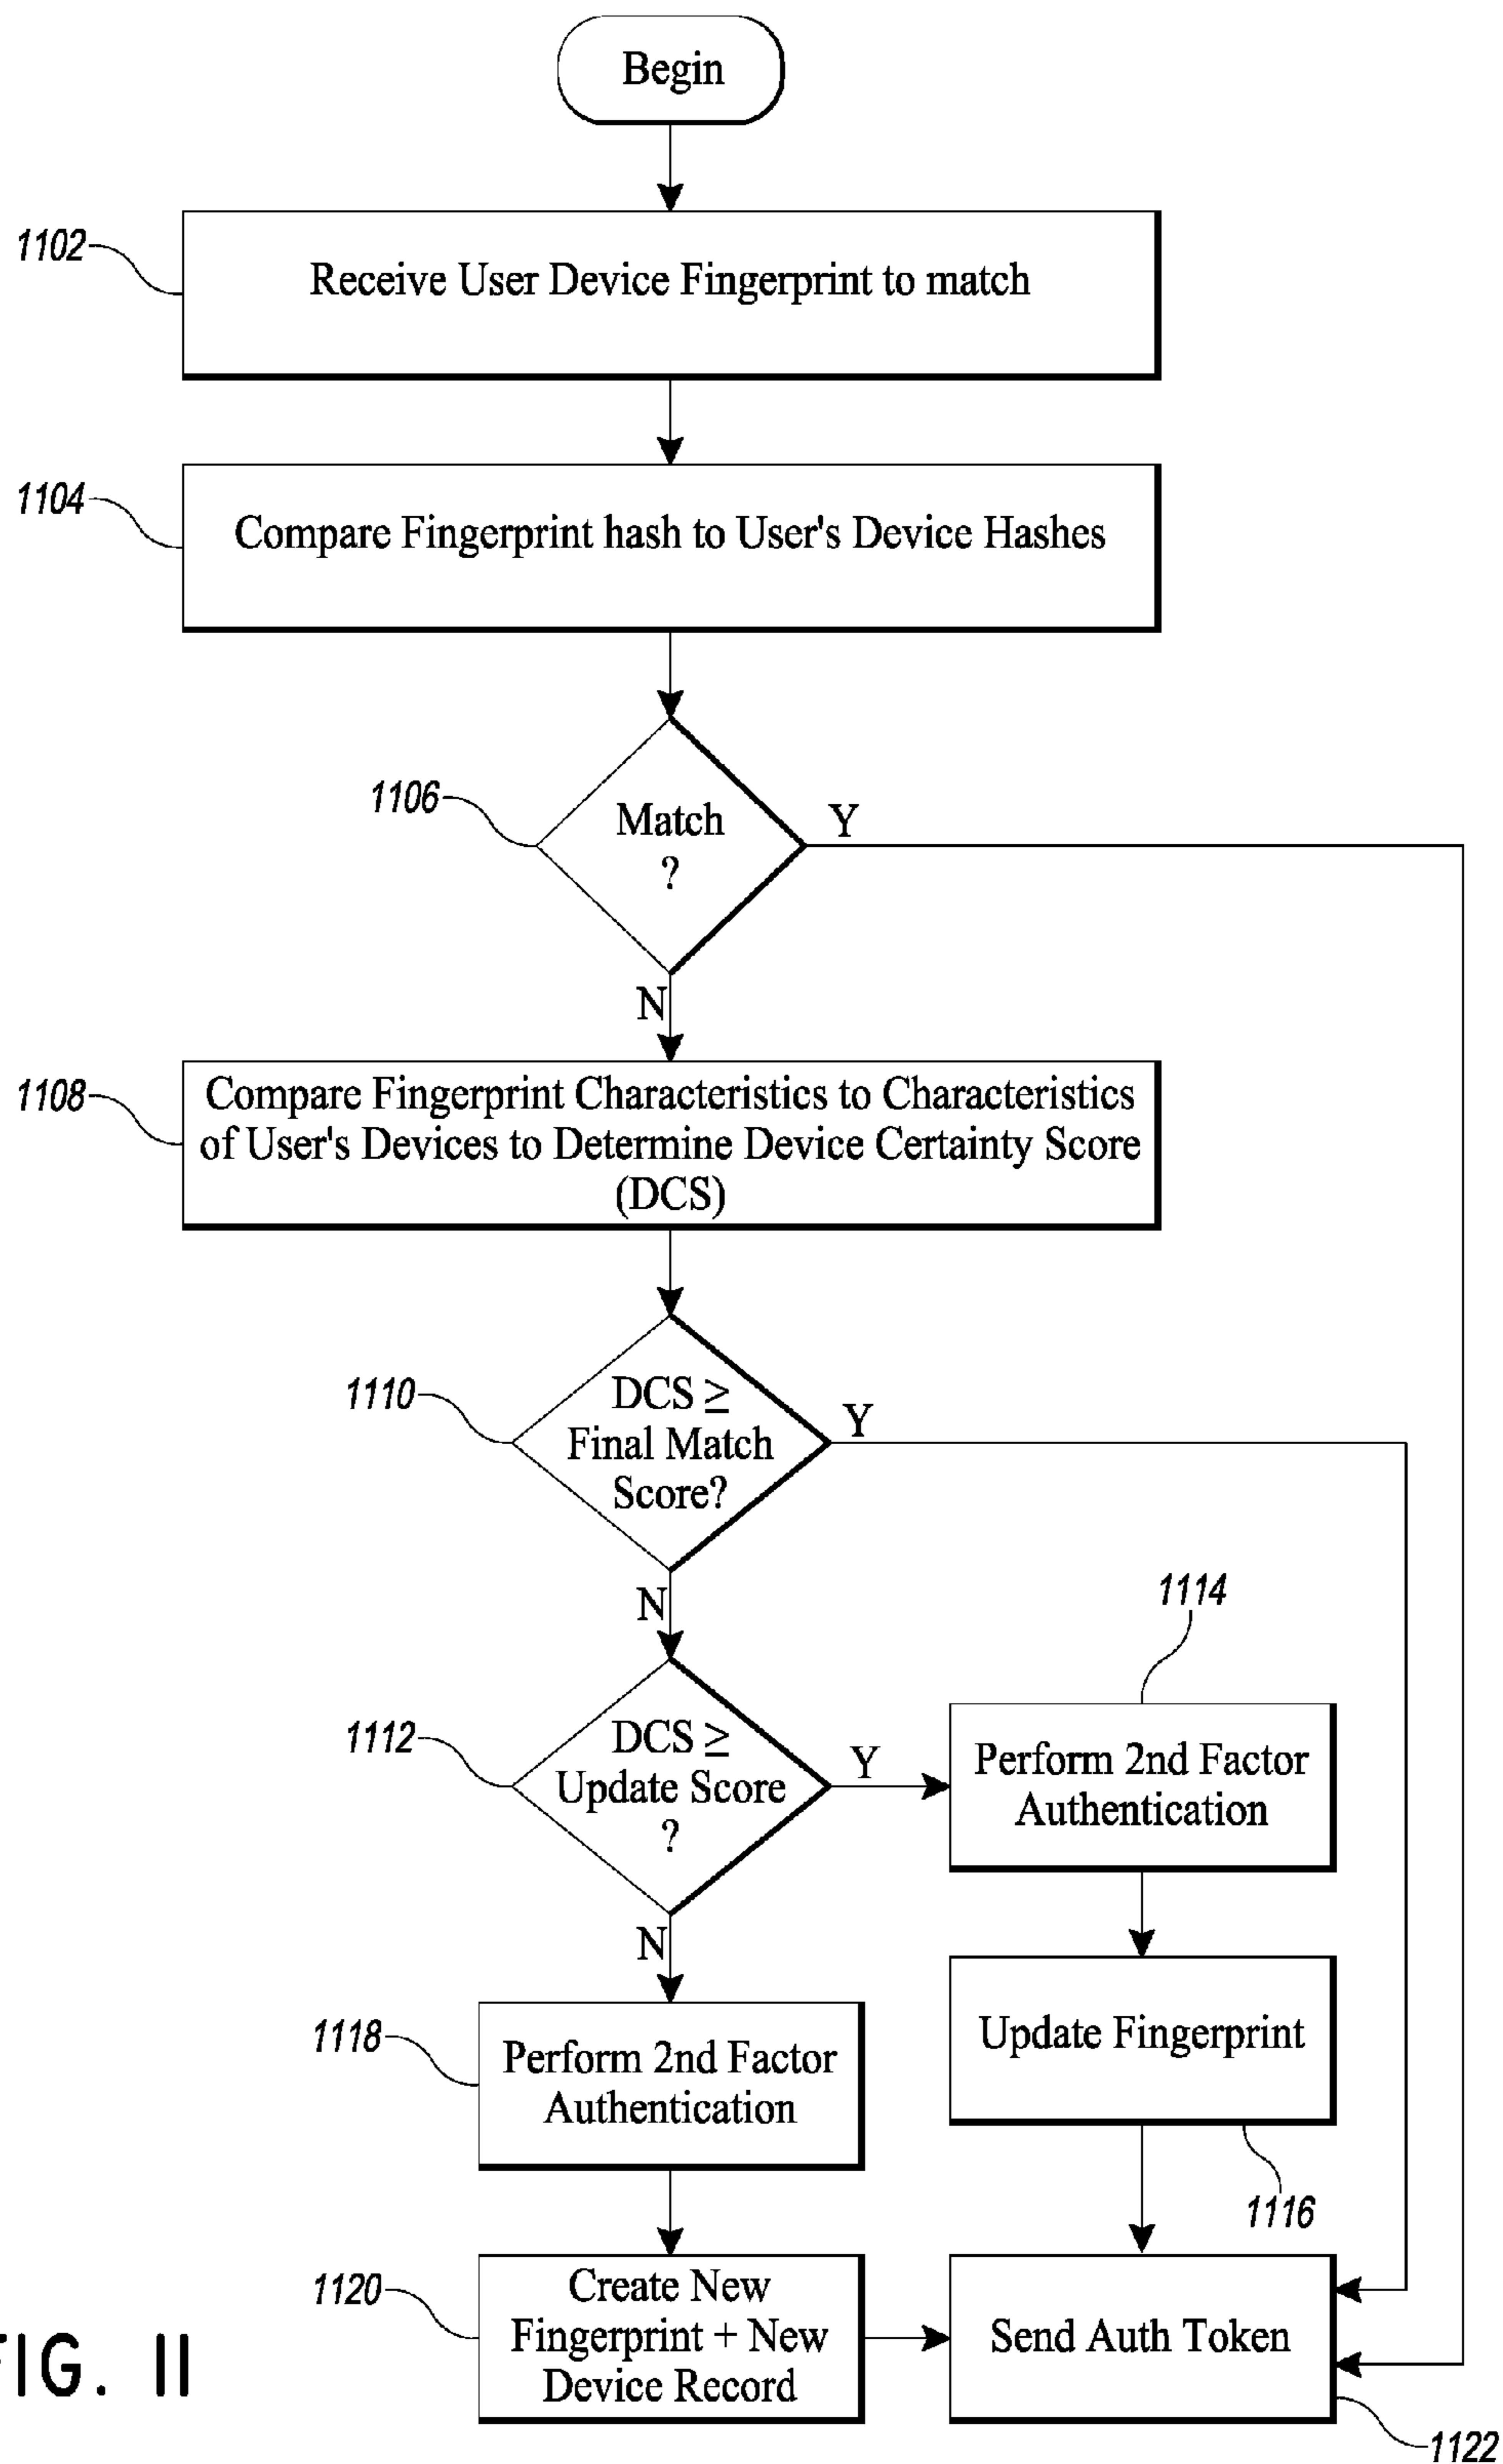 Begin
1102
Receive User Device Fingerprint to match
1104
Compare Fingerprint hash to User's Device Hashes
1106
Match
?
Y
N
1108
Compare Fingerprint Characteristics to Characteristics
of User's Devices to Determine Device Certainty Score
(DCS)
1110
DCS ≥
Final Match
Score?
Y
N
1112
DCS ≥
Update Score
?
Y
1114
Perform 2nd Factor
Authentication
N
1118
Perform 2nd Factor
Authentication
Update Fingerprint
1116
1120
Create New
Fingerprint + New
Device Record
Send Auth Token
1122
FIG. 11